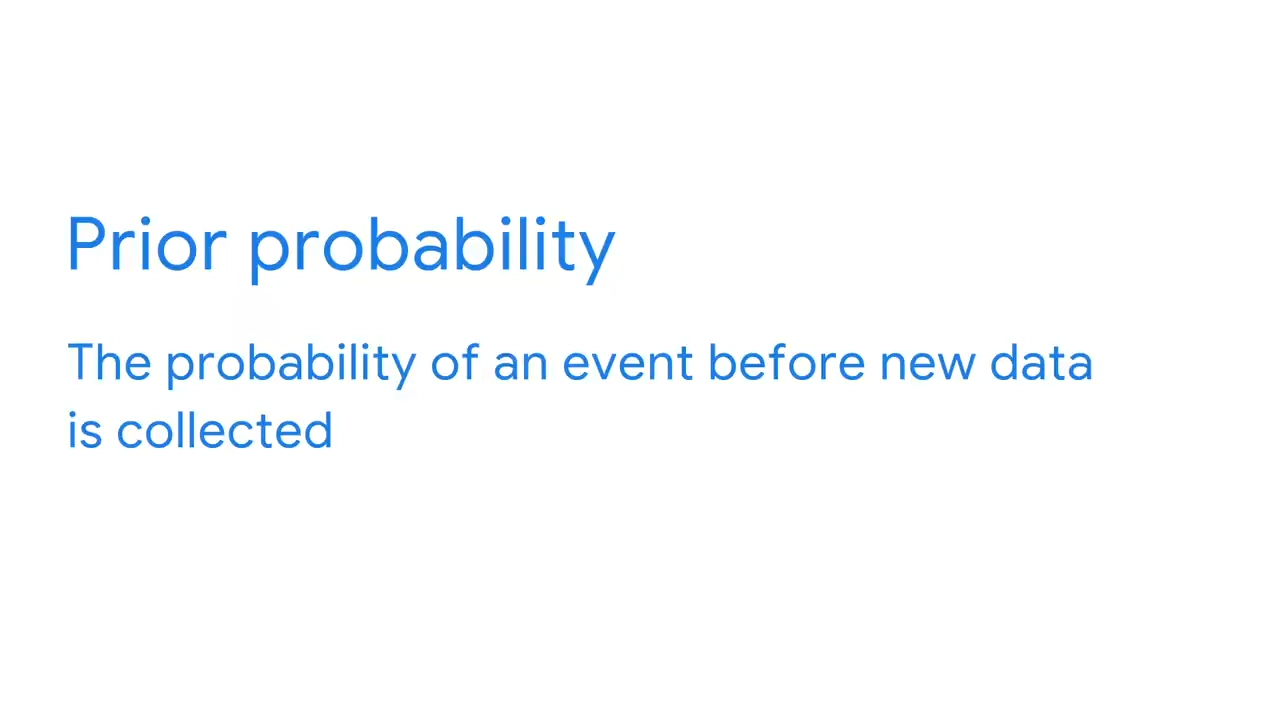 Prior probability
The probability of an event before new data
is collected